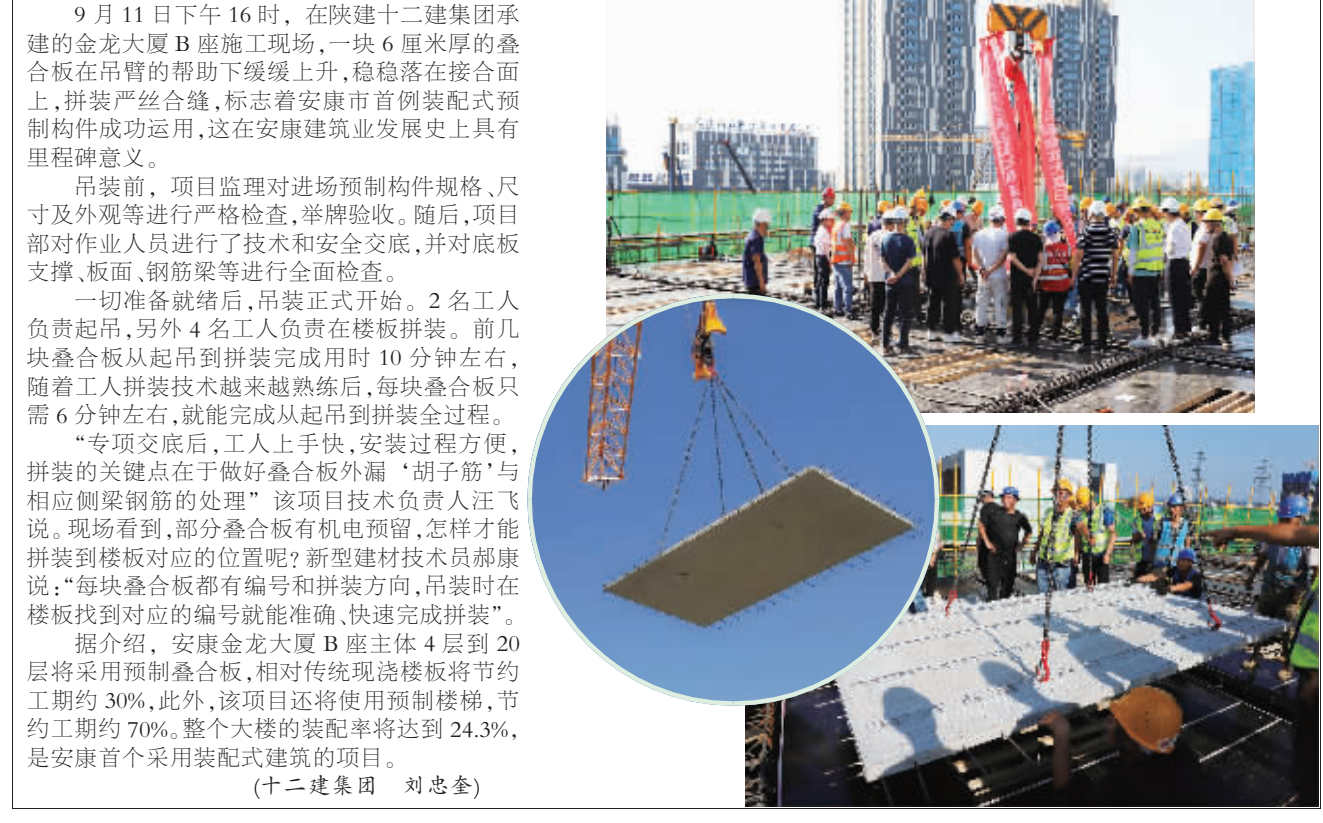 9 月 11 日下午 16 时，在陕建十二建集团承
建的金龙大厦 B 座施工现场,一块 6 厘米厚的叠
合板在吊臂的帮助下缓缓上升,稳稳落在接合面
上,拼装严丝合缝,标志着安康市首例装配式预
制构件成功运用,这在安康建筑业发展史上具有
里程碑意义。
吊装前，项目监理对进场预制构件规格、尺
寸及外观等进行严格检查,举牌验收。随后,项目
部对作业人员进行了技术和安全交底,并对底板
支撑、板面、钢筋梁等进行全面检查。
一切准备就绪后,吊装正式开始。2 名工人
负责起吊,另外 4 名工人负责在楼板拼装。前几
块叠合板从起吊到拼装完成用时 10 分钟左右,
随着工人拼装技术越来越熟练后,每块叠合板只
需 6 分钟左右,就能完成从起吊到拼装全过程。
“专项交底后,工人上手快,安装过程方便,
拼装的关键点在于做好叠合板外漏‘胡子筋’与
相应侧梁钢筋的处理”该项目技术负责人汪飞
说。现场看到,部分叠合板有机电预留,怎样才能
拼装到楼板对应的位置呢?新型建材技术员郝康
说:“每块叠合板都有编号和拼装方向,吊装时在
楼板找到对应的编号就能准确、快速完成拼装”。
据介绍，安康金龙大厦 B 座主体 4 层到 20
层将采用预制叠合板,相对传统现浇楼板将节约
工期约 30%,此外,该项目还将使用预制楼梯,节
约工期约 70%。整个大楼的装配率将达到 24.3%,
是安康首个采用装配式建筑的项目。
(十二建集团 刘忠奎)